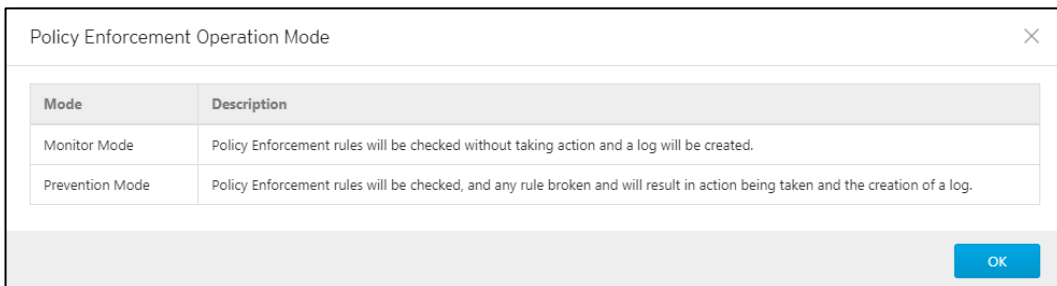 Policy Enforcement Operation Mode
Mode Description
Monitor Mode Policy Enforcement rules will be checked without taking action and a log will be created.
Prevention Mode Policy Enforcement rules will be checked, and any rule broken and will result in action being taken and the creation of a log.
OK